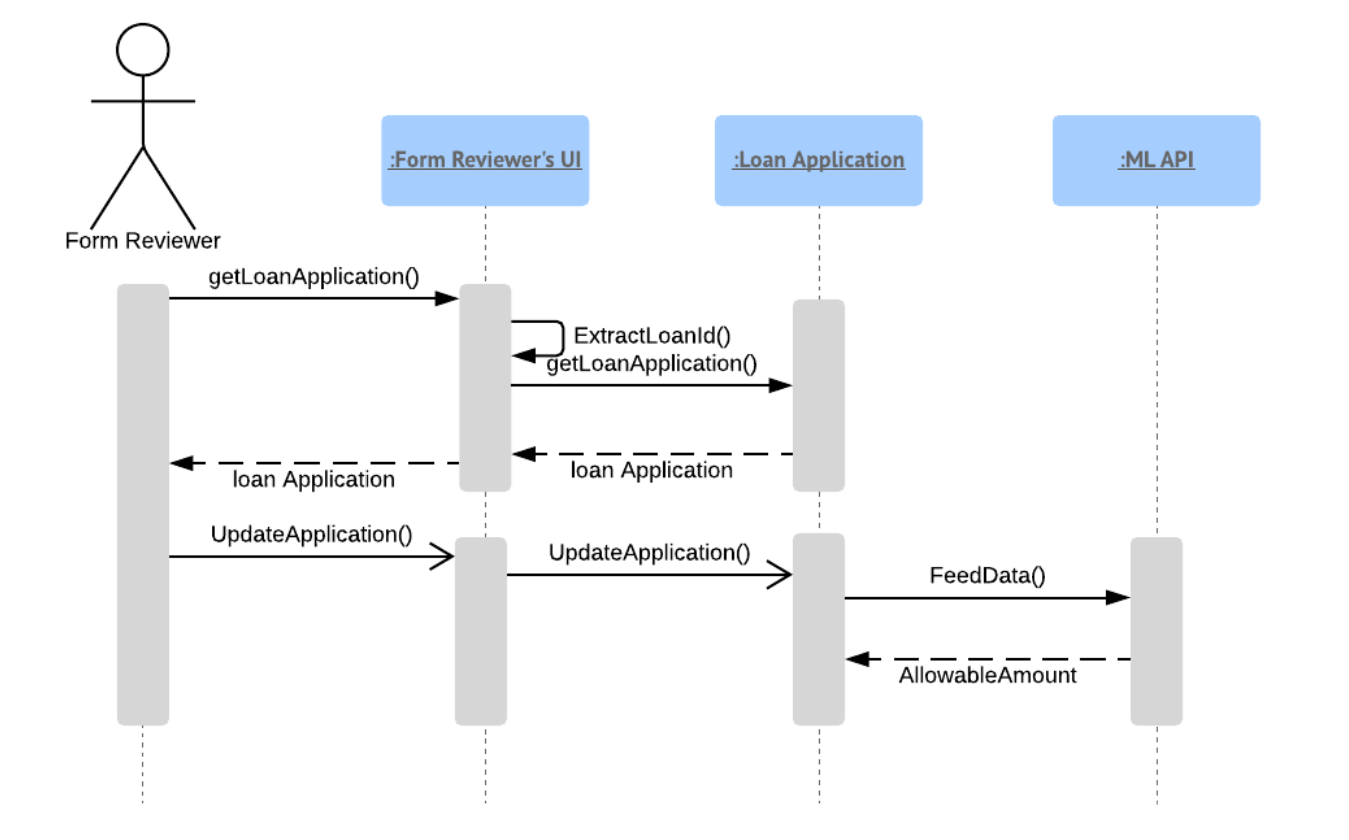 :Form Reviewer's UI
:Loan Application
:ML API
Form Reviewer
getLoanApplication()
ExtractLoanId()
getLoanApplication()
loan Application
loan Application
UpdateApplication()
UpdateApplication()
FeedData()
AllowableAmount